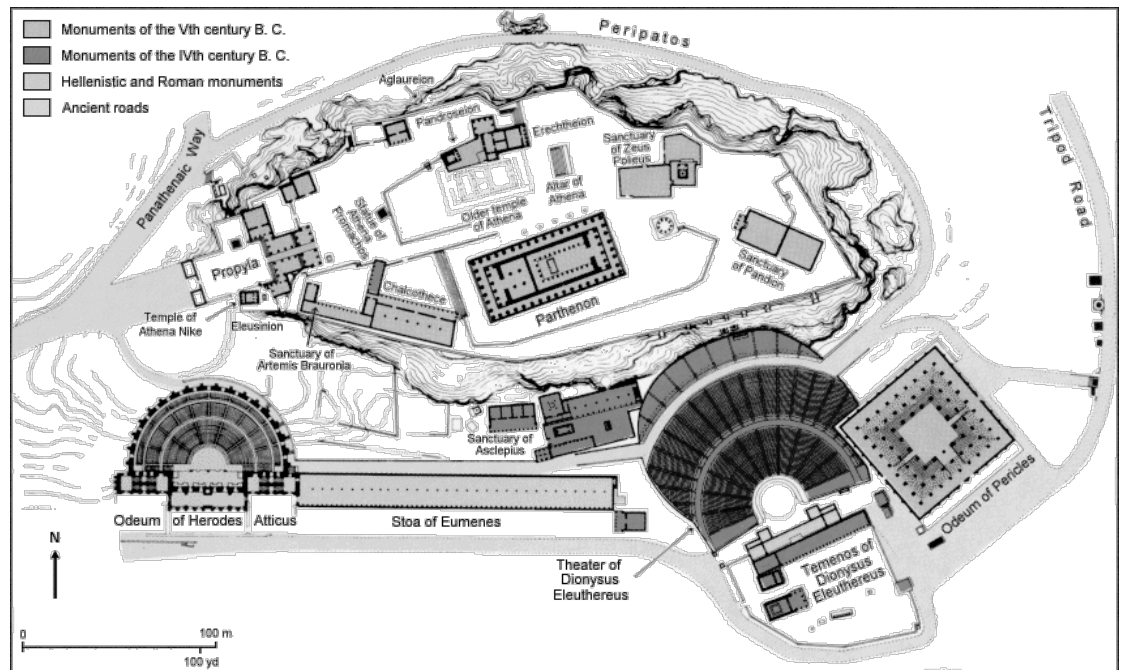 Monuments of the Vth century B. C.
Monuments of the IVth century B. C.
Hellenistic and Roman monuments
Ancient roads
Peripatos
Aglaureion
Pandroseion
Erechtheion
Sanctuary
of Zeus
Polieus
Tripod Road
Panathenaic Way
Statue of
Athena
Promachos
Older temple
of Athena
Altar of
Athena
Propyla
Chalcothece
Parthenon
Sanctuary
of Pandion
Temple of
Athena Nike
Eleusinion
Sanctuary of
Artemis Brauronia
Sanctuary of
Asclepius
Odeum of Herodes Atticus
Stoa of Eumenes
Odeum of Pericles
Theater of
Dionysus
Eleuthereus
Temenos of
Dionysus
Eleuthereus
N
0 100 m
100 yd